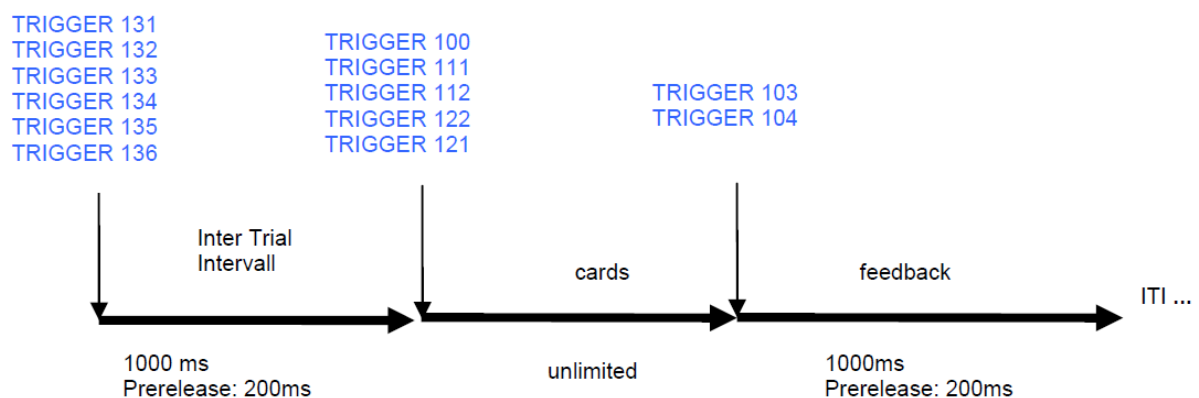 TRIGGER 131
TRIGGER 132
TRIGGER 133
TRIGGER 134
TRIGGER 135
TRIGGER 136
TRIGGER 100
TRIGGER 111
TRIGGER 112
TRIGGER 122
TRIGGER 121
TRIGGER 103
TRIGGER 104
Inter Trial
Intervall
cards
feedback
ITI ...
1000 ms
Prerelease: 200ms
unlimited
1000ms
Prerelease: 200ms